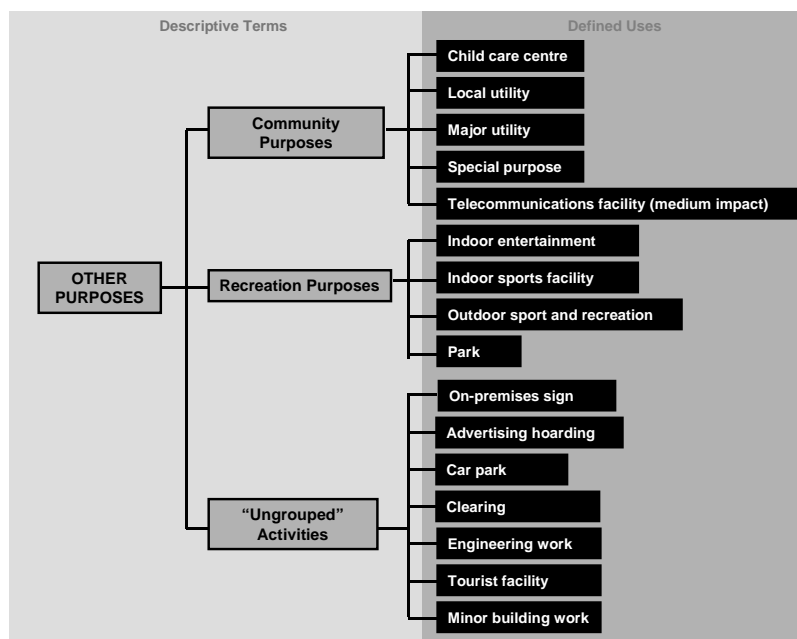 Descriptive Terms
Defined Uses
OTHER
PURPOSES
Community
Purposes
Child care centre
Local utility
Major utility
Special purpose
Telecommunications facility (medium impact)
Recreation Purposes
Indoor entertainment
Indoor sports facility
Outdoor sport and recreation
Park
“Ungrouped”
Activities
On-premises sign
Advertising hoarding
Car park
Clearing
Engineering work
Tourist facility
Minor building work